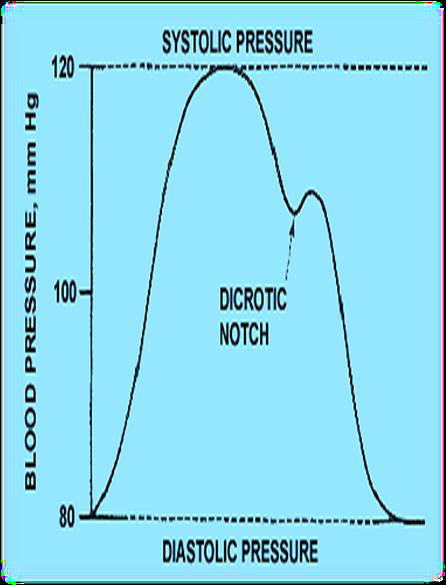 SYSTOLIC PRESSURE
120
BLOOD PRESSURE, mm Hg
100
DICROTIC
NOTCH
80
DIASTOLIC PRESSURE